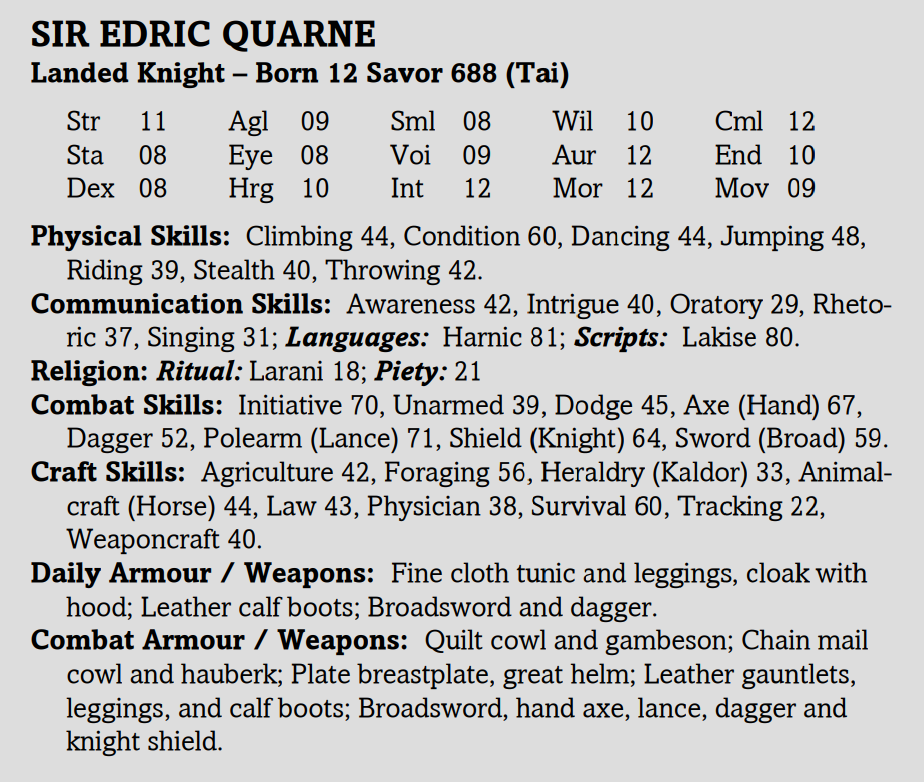 SIR EDRIC QUARNE
Landed Knight – Born 12 Savor 688 (Tai)
Str 11 Agl 09 Sml 08 Wil 10 Cml 12
Sta 08 Eye 08 Voi 09 Aur 12 End 10
Dex 08 Hrg 10 Int 12 Mor 12 Mov 09
Physical Skills: Climbing 44, Condition 60, Dancing 44, Jumping 48,
Riding 39, Stealth 40, Throwing 42.
Communication Skills: Awareness 42, Intrigue 40, Oratory 29, Rheto-
ric 37, Singing 31; Languages: Harnic 81; Scripts: Lakise 80.
Religion: Ritual: Larani 18; Piety: 21
Combat Skills: Initiative 70, Unarmed 39, Dodge 45, Axe (Hand) 67,
Dagger 52, Polearm (Lance) 71, Shield (Knight) 64, Sword (Broad) 59.
Craft Skills: Agriculture 42, Foraging 56, Heraldry (Kaldor) 33, Animal-
craft (Horse) 44, Law 43, Physician 38, Survival 60, Tracking 22,
Weaponcraft 40.
Daily Armour / Weapons: Fine cloth tunic and leggings, cloak with
hood; Leather calf boots; Broadsword and dagger.
Combat Armour / Weapons: Quilt cowl and gambeson; Chain mail
cowl and hauberk; Plate breastplate, great helm; Leather gauntlets,
leggings, and calf boots; Broadsword, hand axe, lance, dagger and
knight shield.